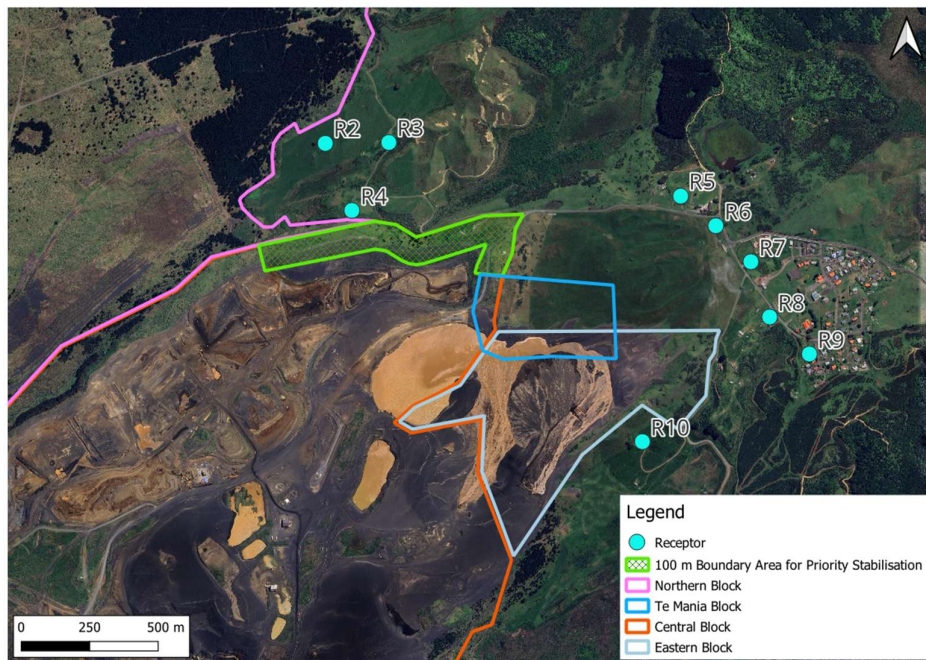 R2
R3
R4
R5
R6
R7
R8
R9
R10
Legend
Receptor
100 m Boundary Area for Priority Stabilisation
Northern Block
Te Mania Block
Central Block
Eastern Block
0 250 500 m